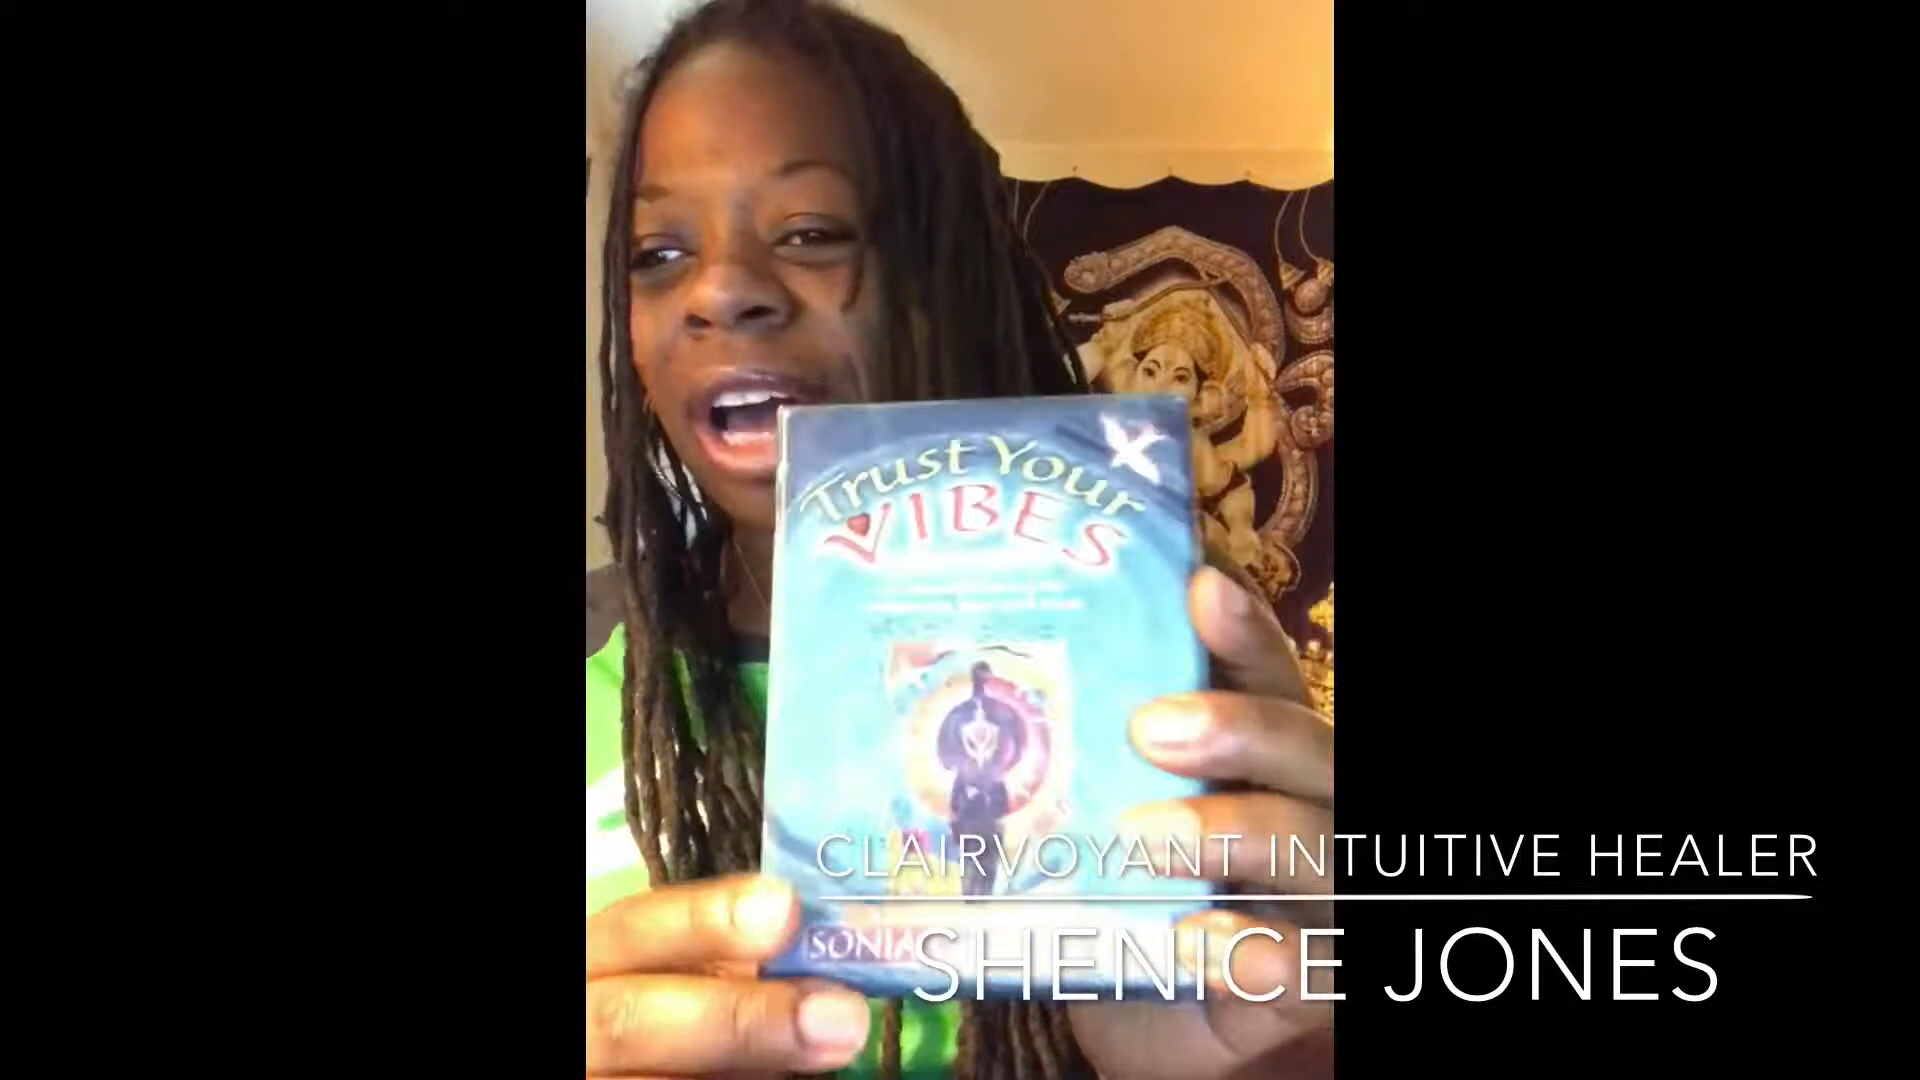 Trust Your
VIBES
SONIA
CLAIRVOYANT INTUITIVE HEALER
SHENICE JONES